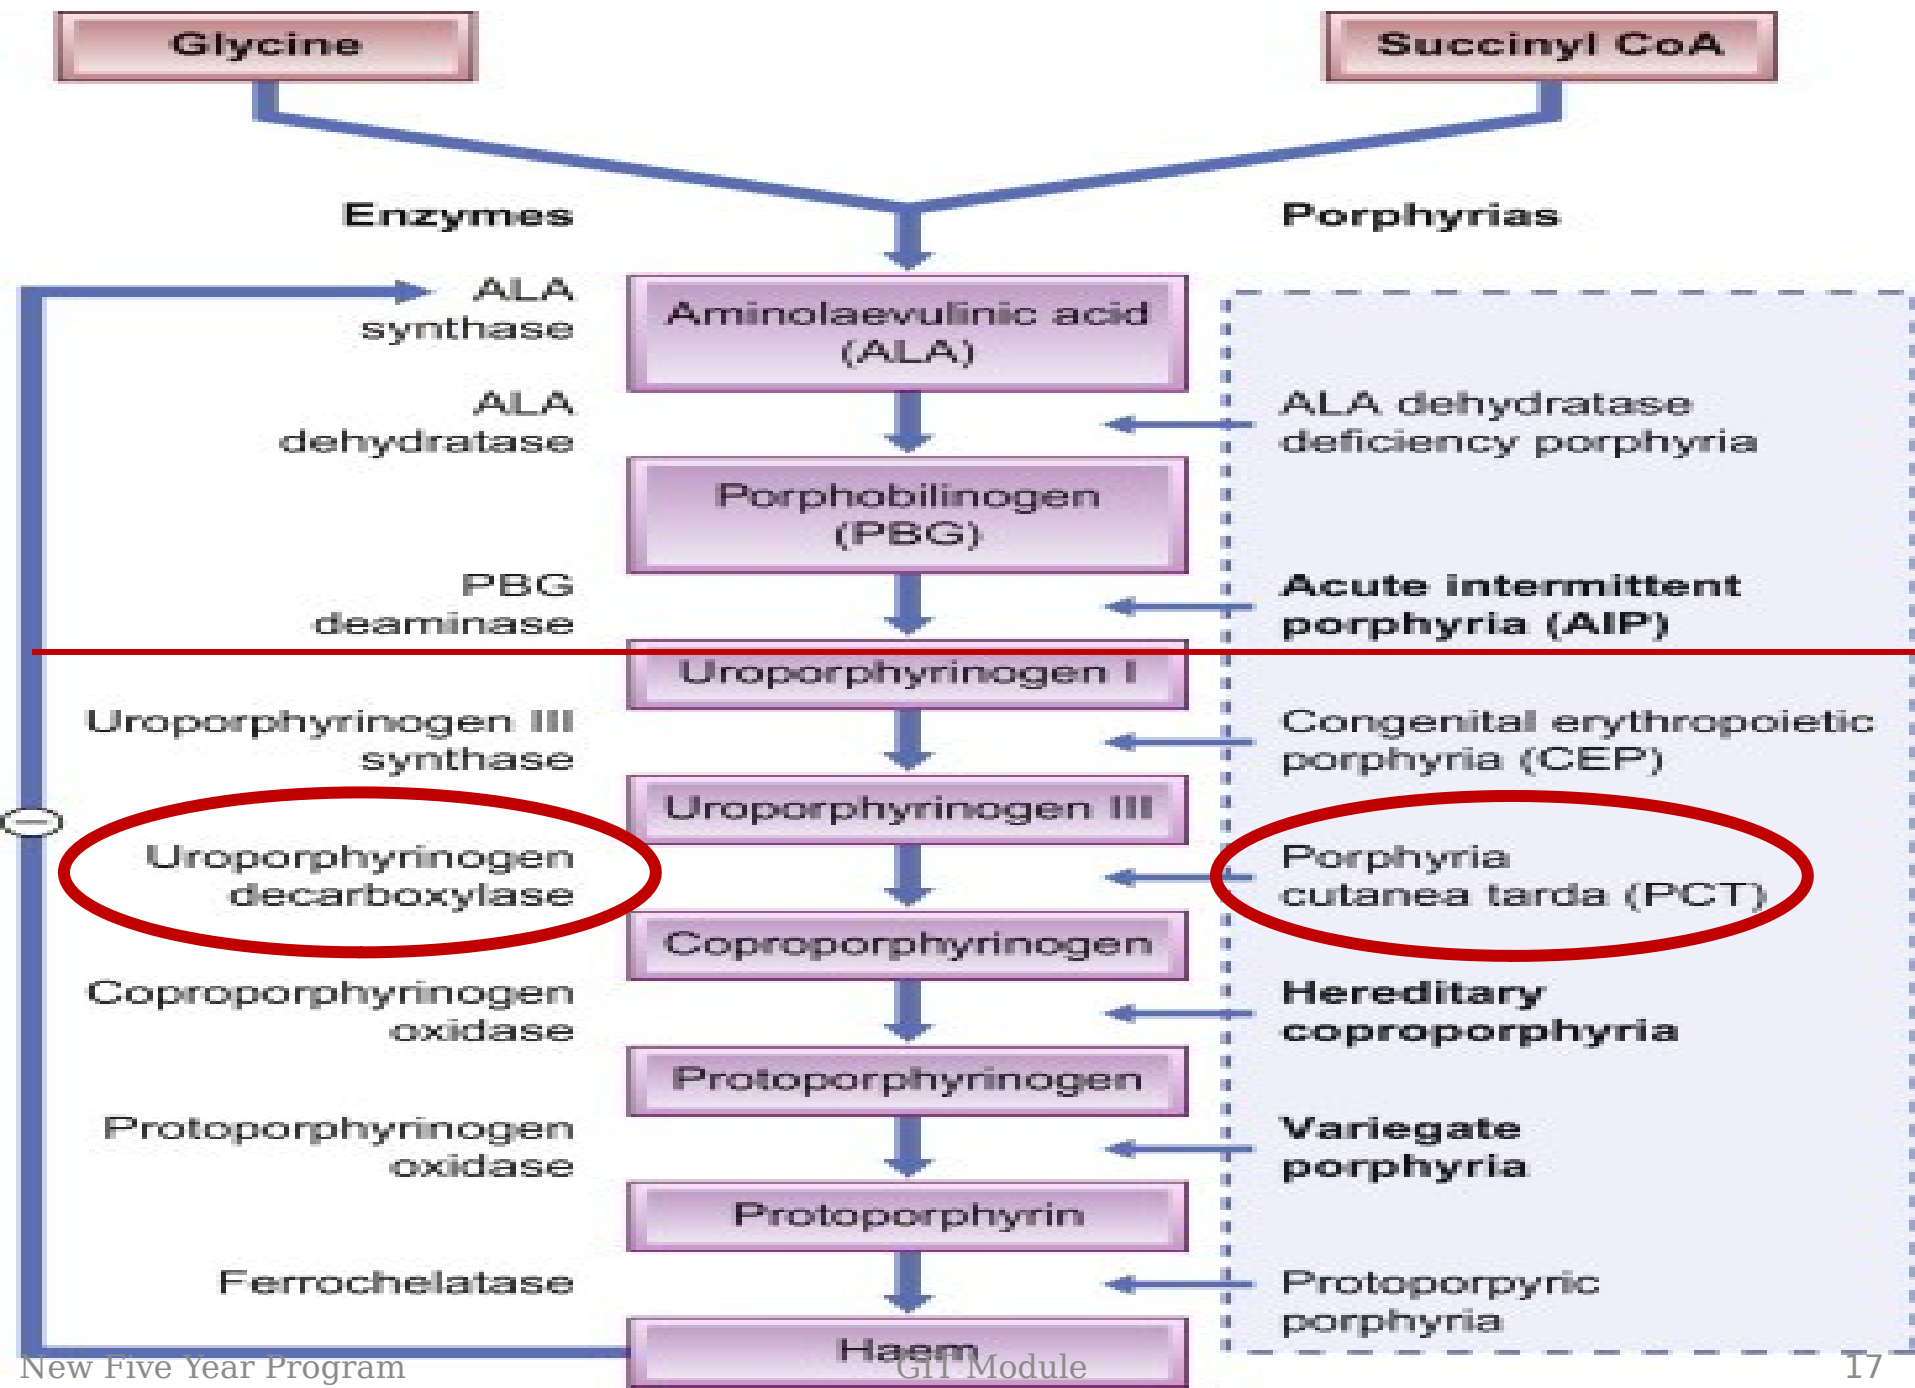 Glycine
Succinyl CoA
Enzymes
Porphyrias
ALA
synthase
Aminolaevulinic acid
(ALA)
ALA
dehydratase
ALA dehydratase
deficiency porphyria
Porphobilinogen
(PBG)
PBG
deaminase
Acute intermittent
porphyria (AIP)
Uroporphyrinogen I
Uroporphyrinogen III
synthase
Congenital erythropoietic
porphyria (CEP)
Uroporphyrinogen III
Uroporphyrinogen
decarboxylase
Porphyria
cutanea tarda (PCT)
Coproporphyrinogen
Coproporphyrinogen
oxidase
Hereditary
coproporphyria
Protoporphyrinogen
Protoporphyrinogen
oxidase
Variegate
porphyria
Protoporphyrin
Ferrochelatase
Protoporpyric
porphyria
Haem
New Five Year Program
GIT Module
17